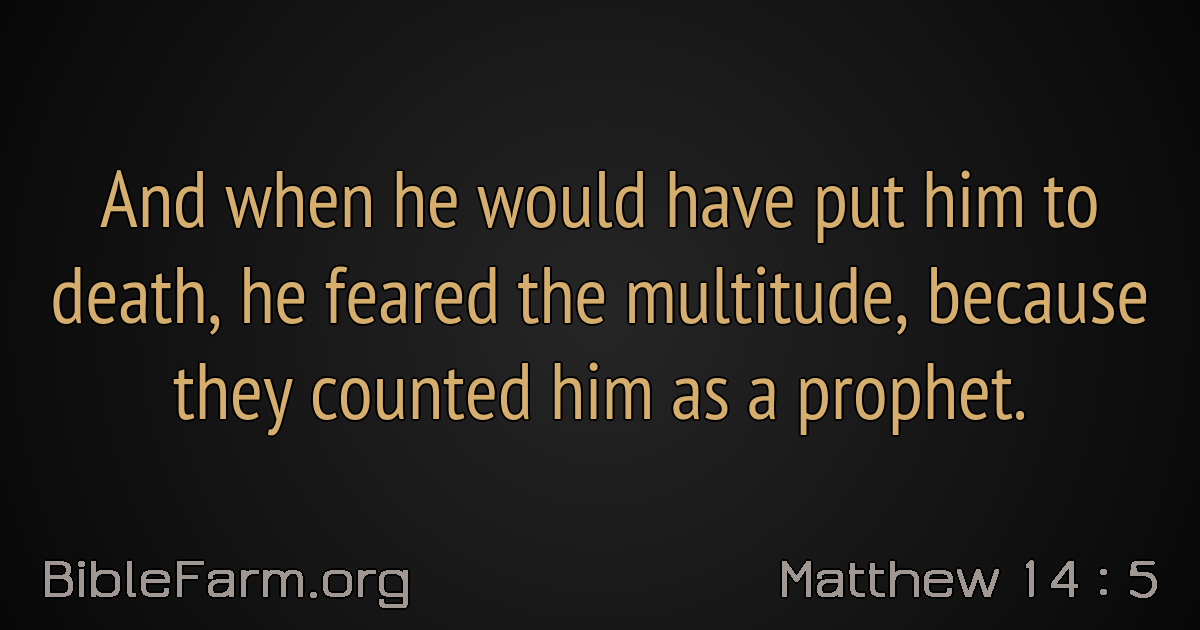 And when he would have put him to
death, he feared the multitude, because
they counted him as a prophet.
BibleFarm.org
Matthew 14 : 5